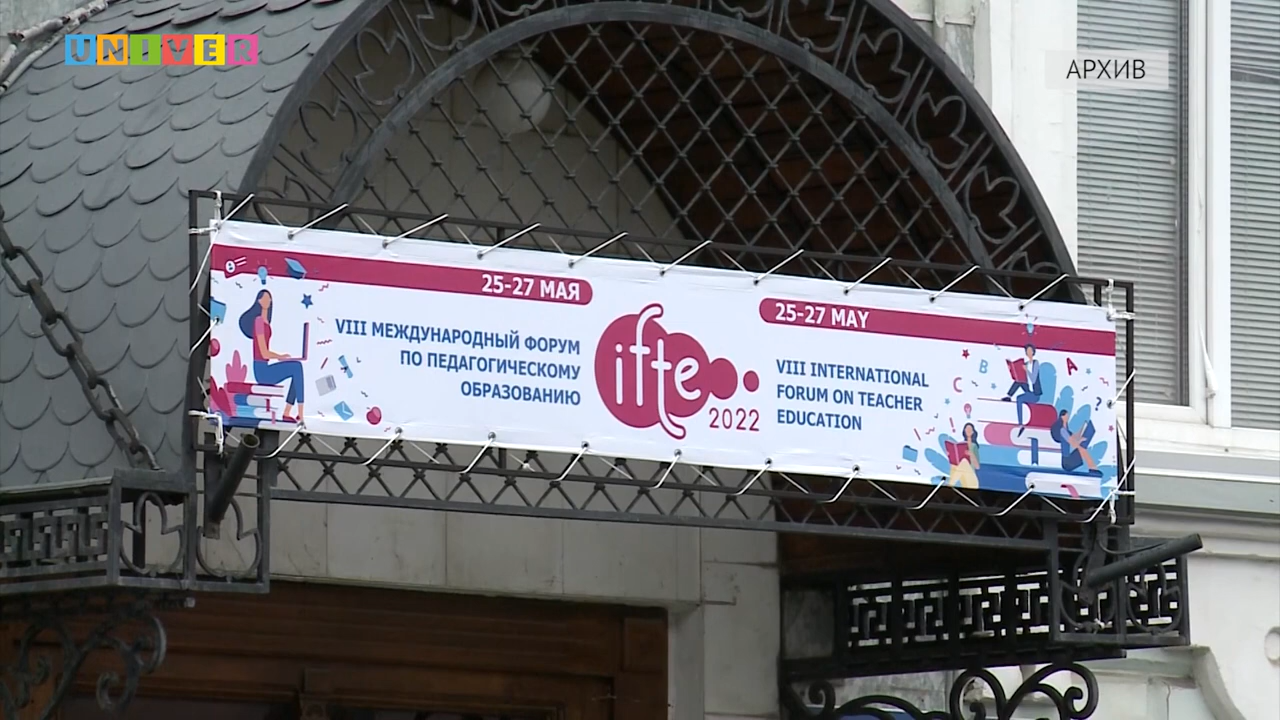 UNIVER
АРХИВ
25-27 МАЯ
VIII МЕЖДУНАРОДНЫЙ ФОРУМ
ПО ПЕДАГОГИЧЕСКОМУ
ОБРАЗОВАНИЮ
ifte
2022
25-27 MAY
VIII INTERNATIONAL
FORUM ON TEACHER
EDUCATION
B
A
C
?